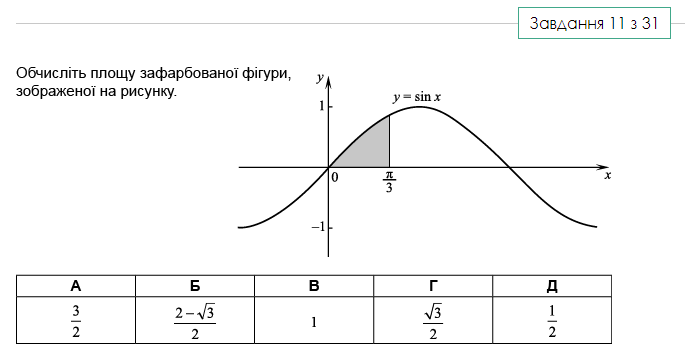 Завдання 11 з 31
Обчисліть площу зафарбованої фігури,
зображеної на рисунку.
y
1
y = sin x
0
π/3
x
−1
А Б В Г Д
3/2 (2 − √3)/2 1 √3/2 1/2